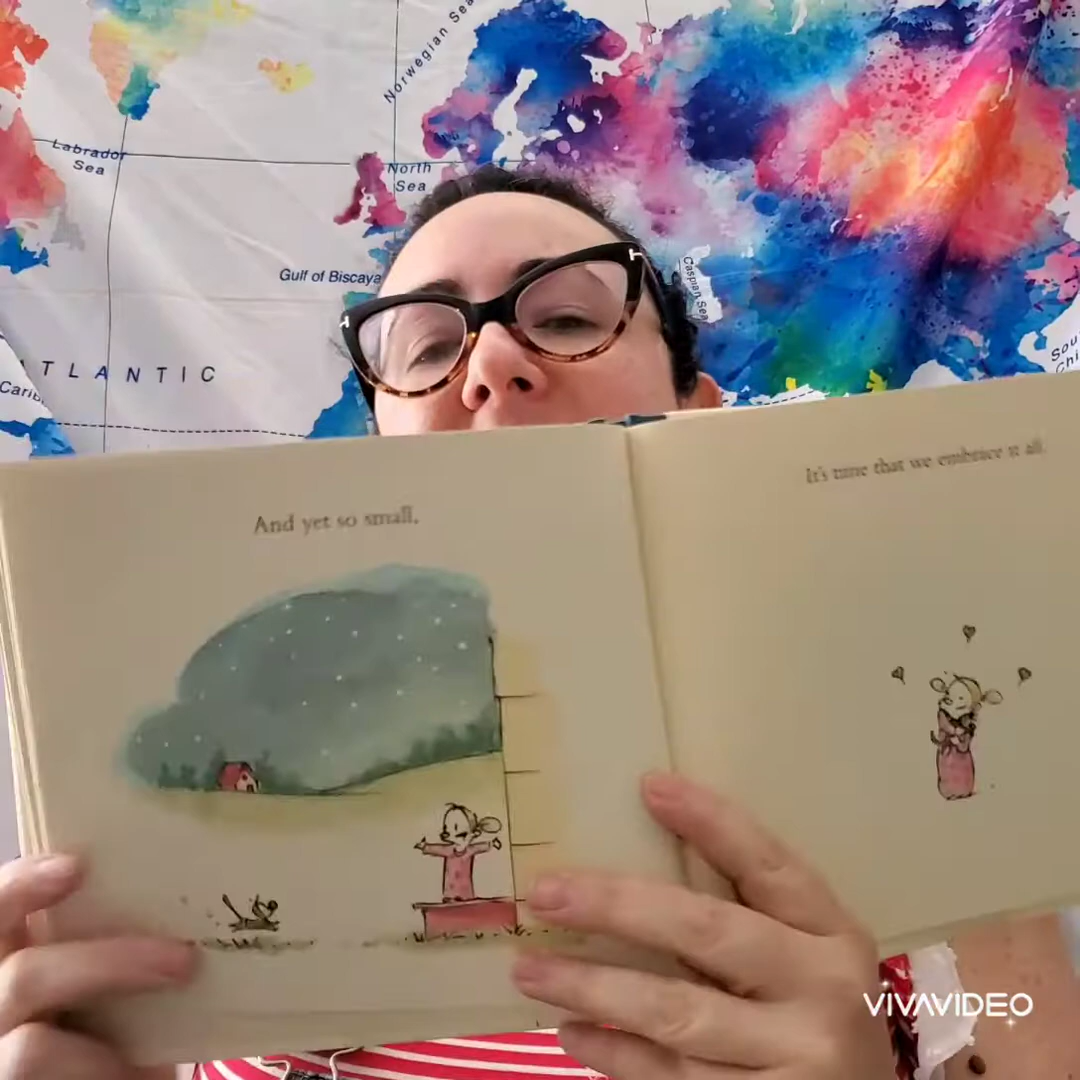 Norwegian Sea
Labrador
Sea
North
Sea
Gulf of Biscaya
Caspian Sea
TLANTIC
Carib
Sou
Chi
And yet so small,
It's time that we embrace it all.
VIVAVIDEO